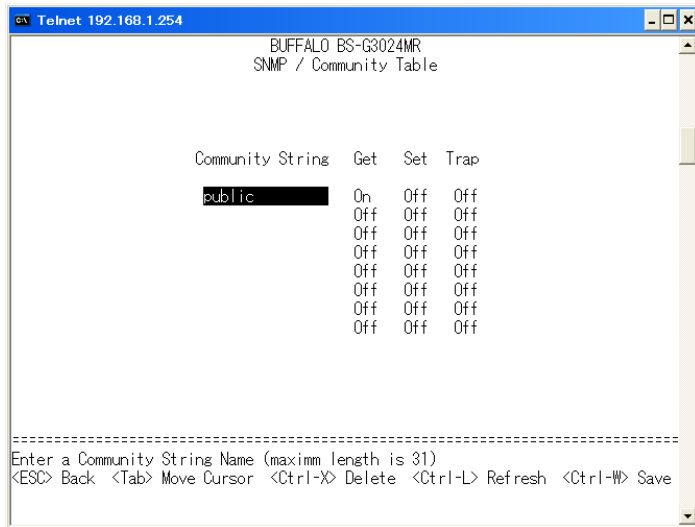 Telnet 192.168.1.254
BUFFALO BS-G3024MR
SNMP / Community Table
Community String Get Set Trap
public On Off Off
Off Off Off
Off Off Off
Off Off Off
Off Off Off
Off Off Off
Off Off Off
Off Off Off
================================================================================
Enter a Community String Name (maximm length is 31)
<ESC> Back <Tab> Move Cursor <Ctrl-X> Delete <Ctrl-L> Refresh <Ctrl-W> Save